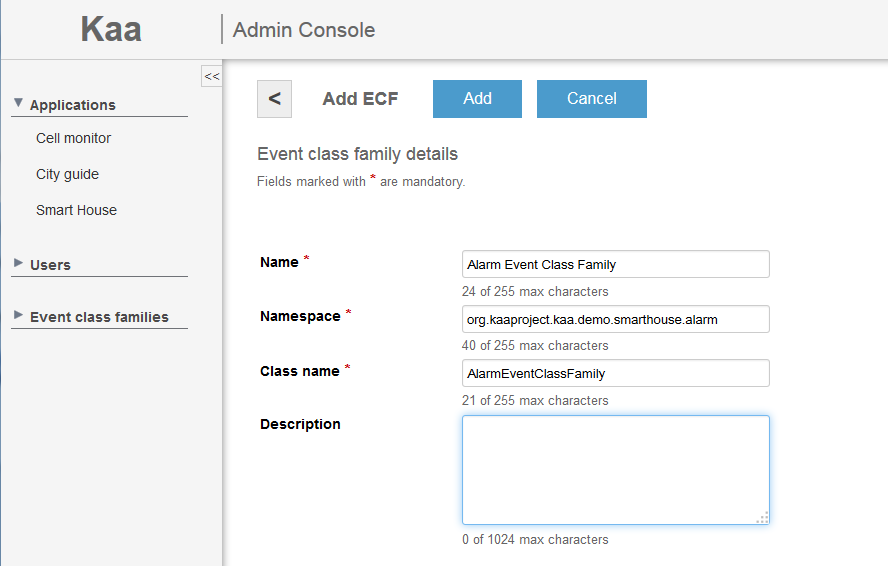 Kaa
Admin Console
<<
Applications
Cell monitor
City guide
Smart House
Users
Event class families
<
Add ECF
Add
Cancel
Event class family details
Fields marked with * are mandatory.
Name *
Alarm Event Class Family
24 of 255 max characters
Namespace *
org.kaaproject.kaa.demo.smarthouse.alarm
40 of 255 max characters
Class name *
AlarmEventClassFamily
21 of 255 max characters
Description
0 of 1024 max characters